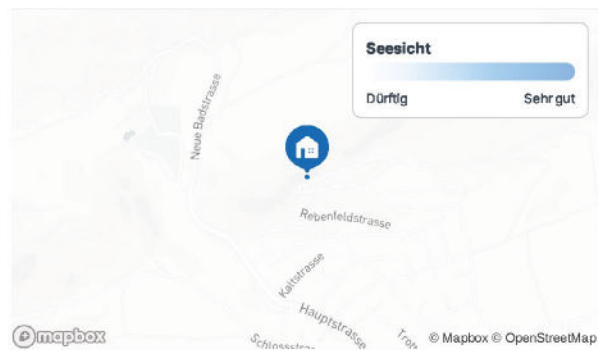 Seesicht
Dürftig Sehr gut
Neue Badstrasse
Rebenfeldstrasse
Kaltstrasse
Hauptstrasse
mapbox
© Mapbox © OpenStreetMap